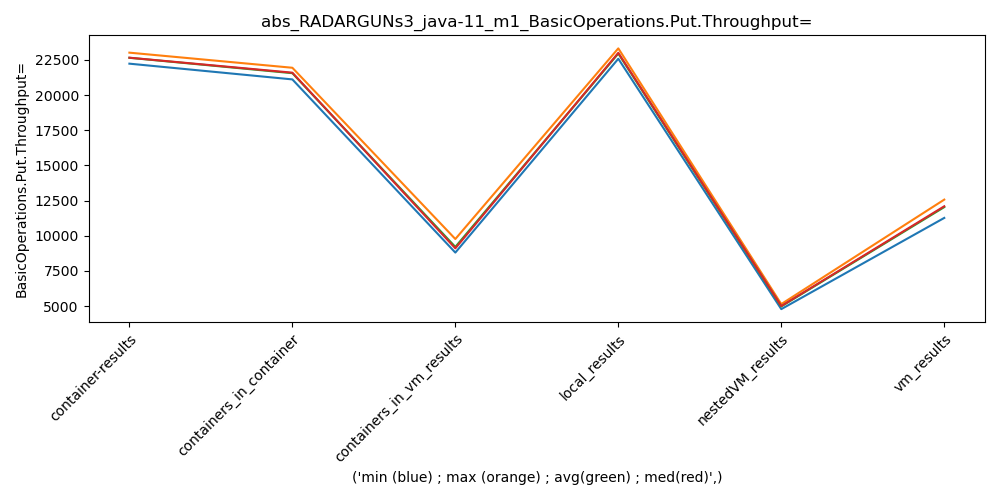 abs_RADARGUNs3_java-11_m1_BasicOperations.Put.Throughput=
BasicOperations.Put.Throughput=
22500
20000
17500
15000
12500
10000
7500
5000
container-results
containers_in_container
containers_in_vm_results
local_results
nestedVM_results
vm_results
('min (blue) ; max (orange) ; avg(green) ; med(red)',)